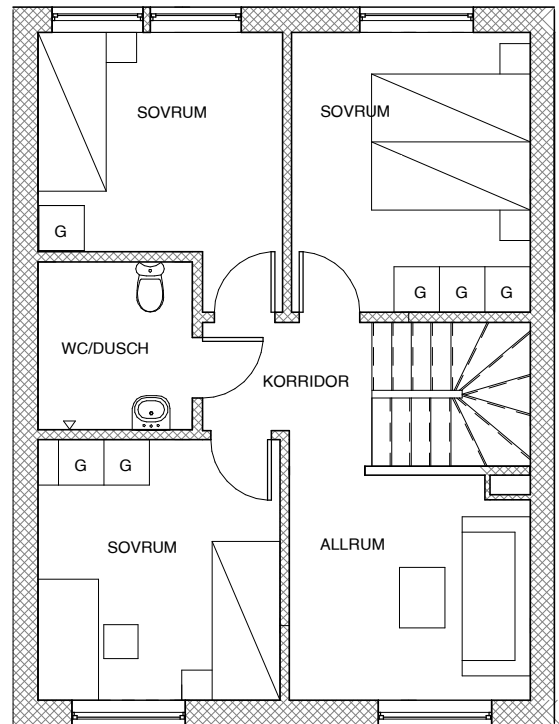 SOVRUM
SOVRUM
G
G G G
WC/DUSCH
KORRIDOR
G G
SOVRUM
ALLRUM